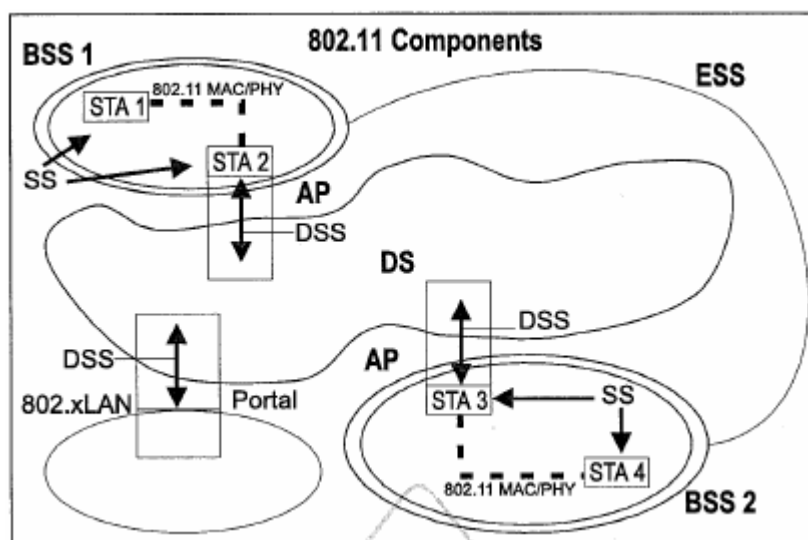 802.11 Components
BSS 1
ESS
802.11 MAC/PHY
STA 1
STA 2
SS
AP
DSS
DS
DSS
DSS
AP
802.xLAN
Portal
STA 3
SS
STA 4
802.11 MAC/PHY
BSS 2